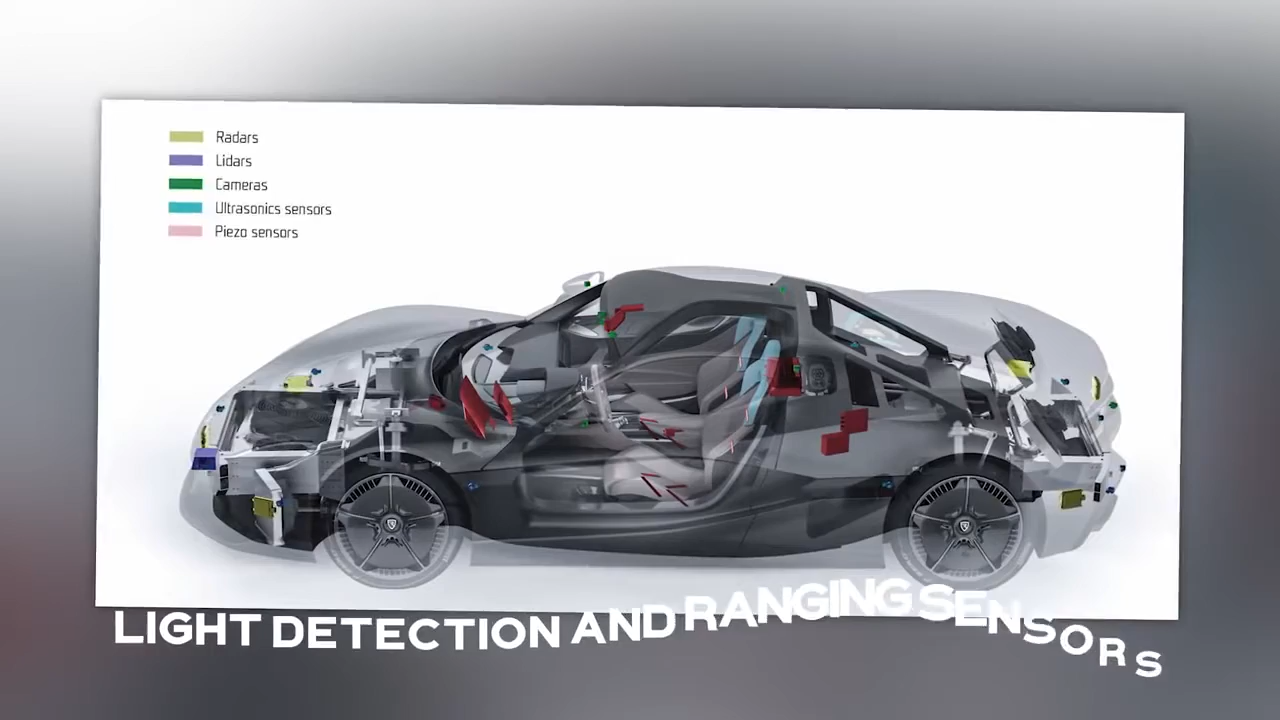 Radars
Lidars
Cameras
Ultrasonics sensors
Piezo sensors
LIGHT DETECTION AND RANGING SENSORS